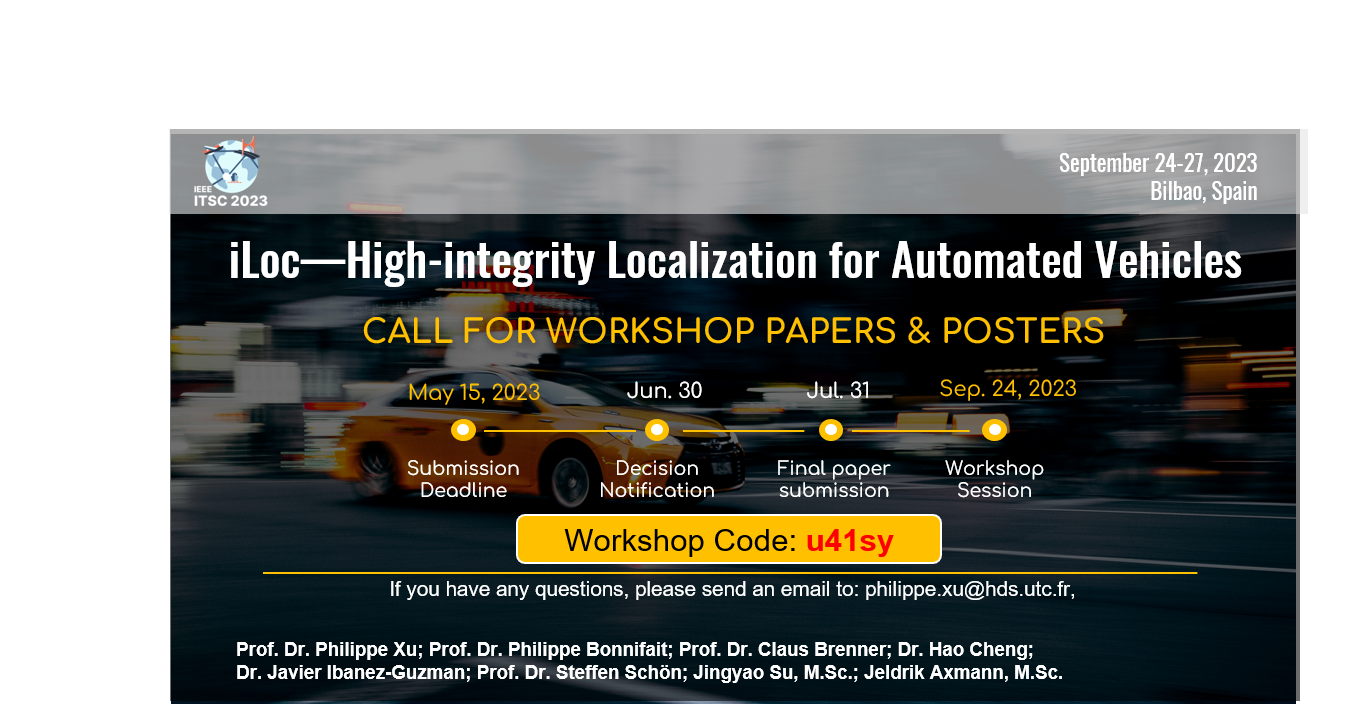 IEEE
ITSC 2023
September 24-27, 2023
Bilbao, Spain
iLoc—High-integrity Localization for Automated Vehicles
CALL FOR WORKSHOP PAPERS & POSTERS
May 15, 2023
Jun. 30
Jul. 31
Sep. 24, 2023
Submission
Deadline
Decision
Notification
Final paper
submission
Workshop
Session
Workshop Code: u41sy
If you have any questions, please send an email to: philippe.xu@hds.utc.fr,
Prof. Dr. Philippe Xu; Prof. Dr. Philippe Bonnifait; Prof. Dr. Claus Brenner; Dr. Hao Cheng;
Dr. Javier Ibanez-Guzman; Prof. Dr. Steffen Schön; Jingyao Su, M.Sc.; Jeldrik Axmann, M.Sc.